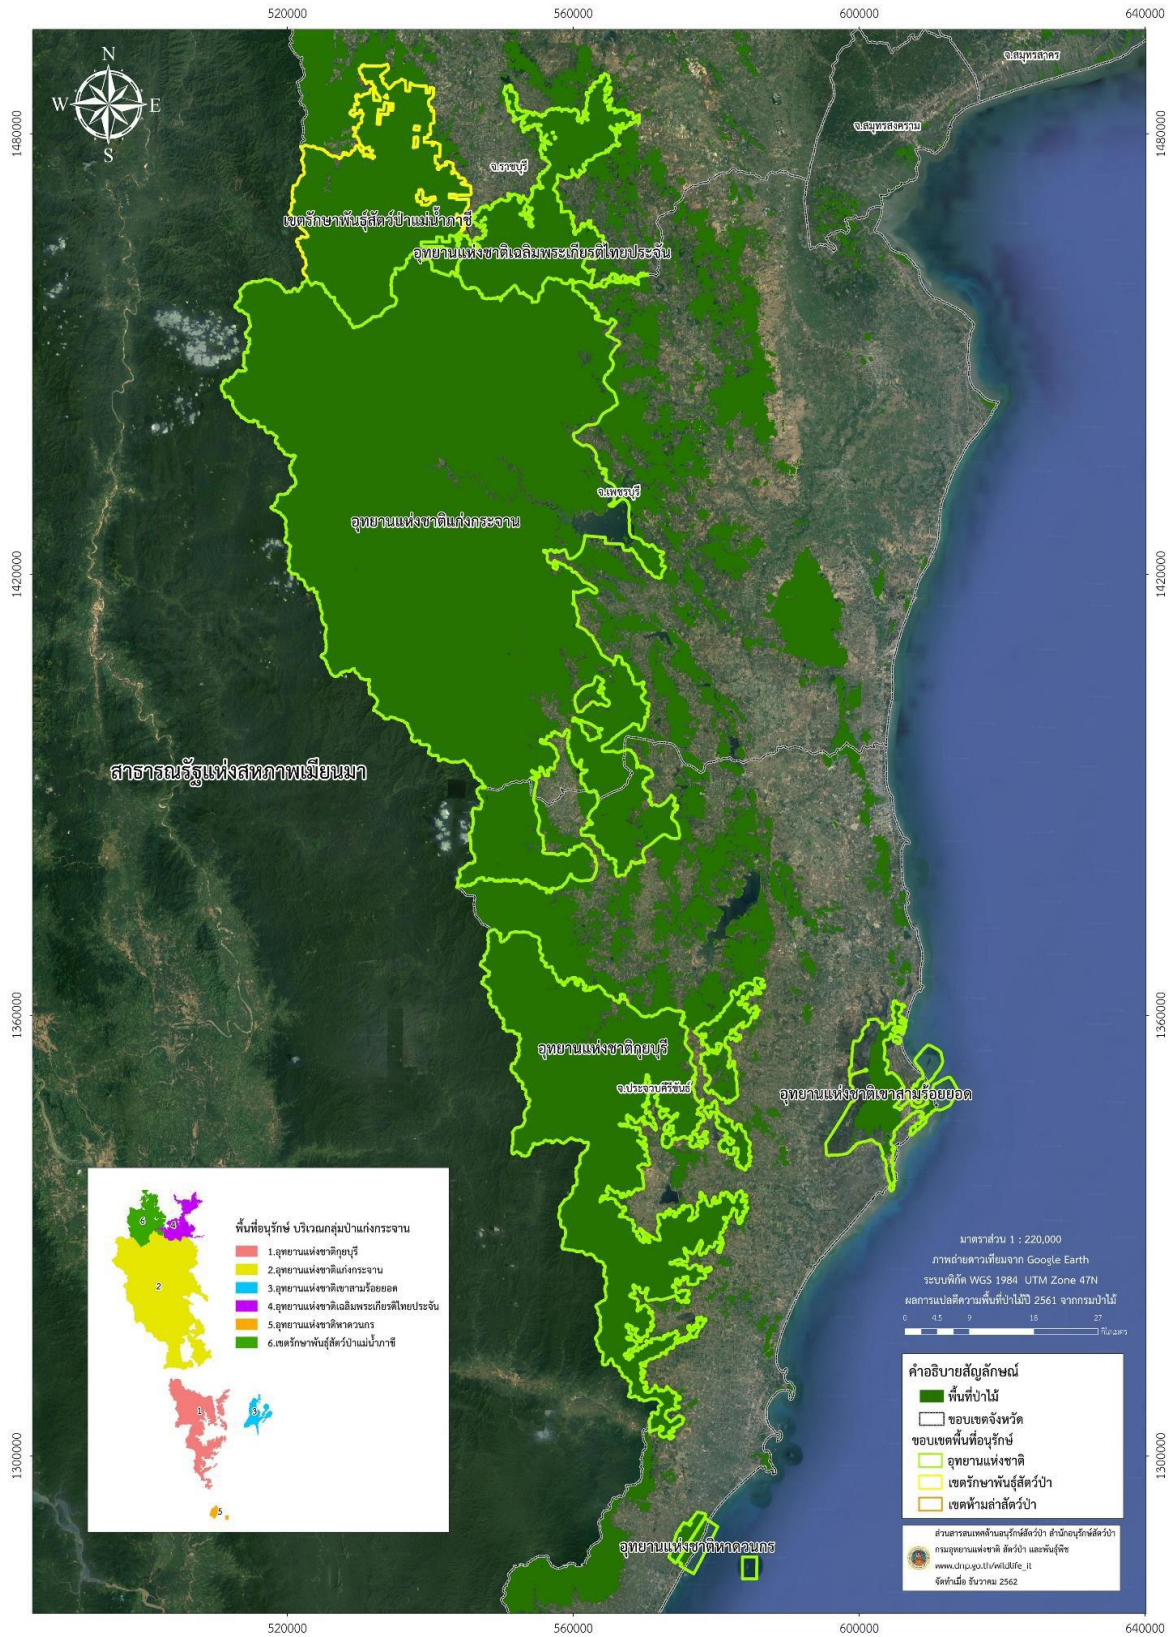 520000
560000
600000
640000
N
W
E
S
จ.สมุทรสาคร
จ.สมุทรสงคราม
1480000
1480000
จ.ราชบุรี
เขตรักษาพันธุ์สัตว์ป่าแม่น้ำภาชี
อุทยานแห่งชาติเฉลิมพระเกียรติไทยประจัน
จ.เพชรบุรี
อุทยานแห่งชาติแก่งกระจาน
1420000
1420000
สาธารณรัฐแห่งสหภาพเมียนมา
1360000
1360000
อุทยานแห่งชาติกุยบุรี
จ.ประจวบคีรีขันธ์
อุทยานแห่งชาติเขาสามร้อยยอด
พื้นที่อนุรักษ์ บริเวณกลุ่มป่าแก่งกระจาน
1.อุทยานแห่งชาติกุยบุรี
2.อุทยานแห่งชาติแก่งกระจาน
3.อุทยานแห่งชาติเขาสามร้อยยอด
4.อุทยานแห่งชาติเฉลิมพระเกียรติไทยประจัน
5.อุทยานแห่งชาติหาดวนกร
6.เขตรักษาพันธุ์สัตว์ป่าแม่น้ำภาชี
6
4
2
1
3
5
มาตราส่วน 1 : 220,000
ภาพถ่ายดาวเทียมจาก Google Earth
ระบบพิกัด WGS 1984 UTM Zone 47N
ผลการแปลตีความพื้นที่ป่าไม้ปี 2561 จากกรมป่าไม้
0 4.5 9 18 27
กิโลเมตร
คำอธิบายสัญลักษณ์
พื้นที่ป่าไม้
ขอบเขตจังหวัด
ขอบเขตพื้นที่อนุรักษ์
อุทยานแห่งชาติ
เขตรักษาพันธุ์สัตว์ป่า
เขตห้ามล่าสัตว์ป่า
1300000
1300000
อุทยานแห่งชาติหาดวนกร
ส่วนสารสนเทศด้านอนุรักษ์สัตว์ป่า สำนักอนุรักษ์สัตว์ป่า
กรมอุทยานแห่งชาติ สัตว์ป่า และพันธุ์พืช
www.dnp.go.th/wildlife_it
จัดทำเมื่อ ธันวาคม 2562
520000
560000
600000
640000